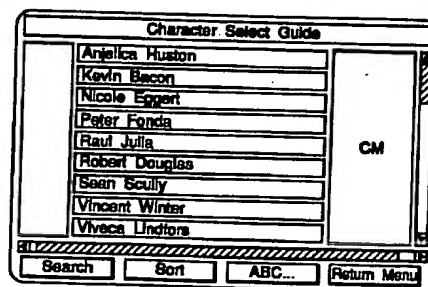 Character Select Guide
Anjelica Huston
Kevin Bacon
Nicole Eggert
Peter Fonda
Raul Julia
Robert Douglas
Sean Scully
Vincent Winter
Viveca Lindfors
CM
Search
Sort
ABC...
Return Menu